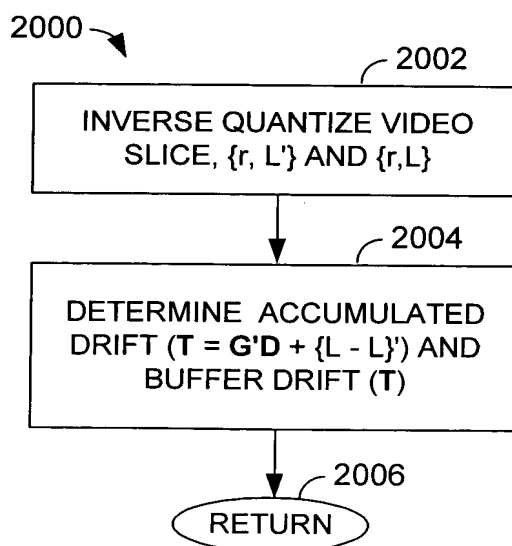 2000
2002
INVERSE QUANTIZE VIDEO
SLICE, {r, L'} AND {r,L}
2004
DETERMINE ACCUMULATED
DRIFT (T = G'D + {L - L}') AND
BUFFER DRIFT (T)
2006
RETURN